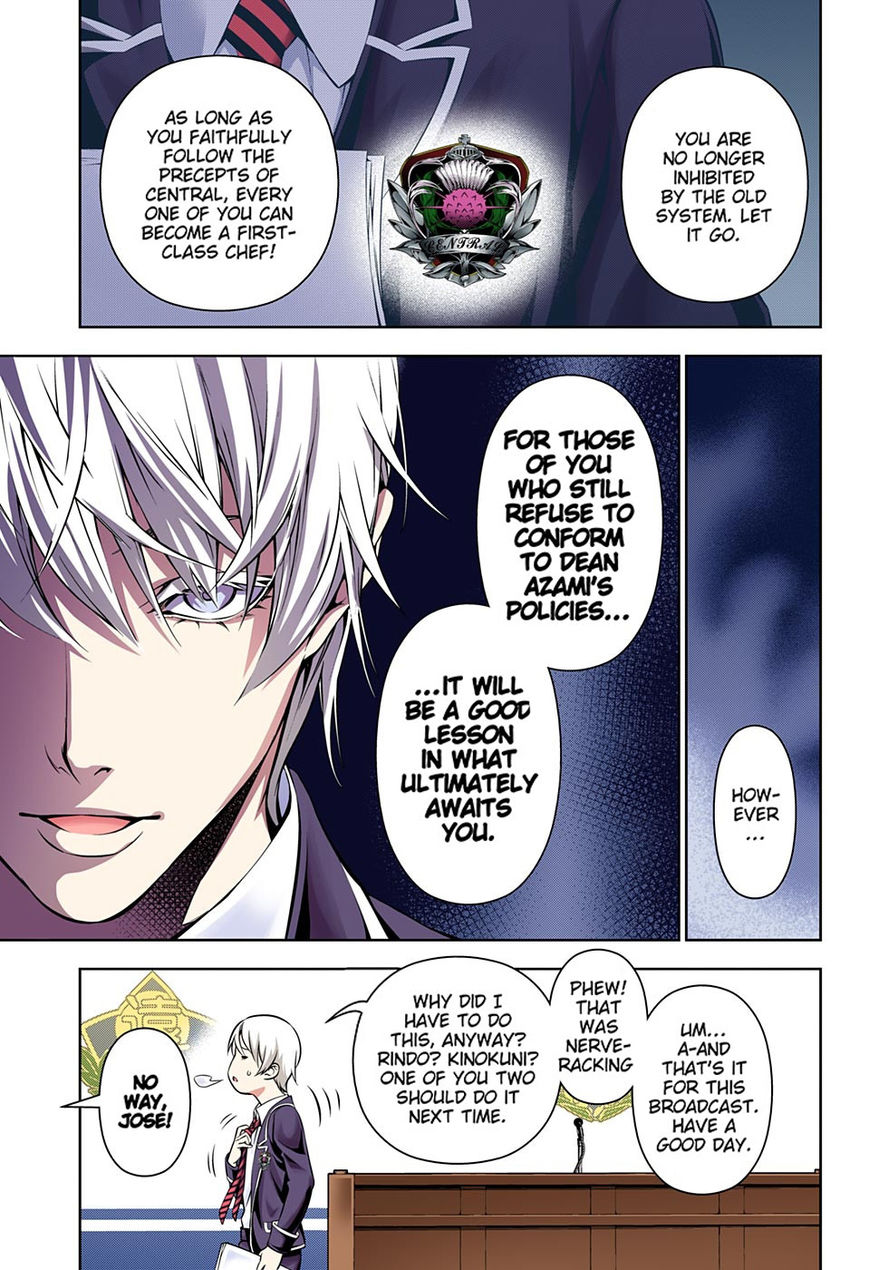 YOU ARE
NO LONGER
INHIBITED
BY THE OLD
SYSTEM. LET
IT GO.
AS LONG AS
YOU FAITHFULLY
FOLLOW THE
PRECEPTS OF
CENTRAL, EVERY
ONE OF YOU CAN
BECOME A FIRST-
CLASS CHEF!
CENTRAL
HOW-
EVER
...
FOR THOSE
OF YOU
WHO STILL
REFUSE TO
CONFORM
TO DEAN
AZAMI'S
POLICIES...
...IT WILL
BE A GOOD
LESSON
IN WHAT
ULTIMATELY
AWAITS
YOU.
UM...
A-AND
THAT'S IT
FOR THIS
BROADCAST.
HAVE A
GOOD DAY.
PHEW!
THAT
WAS
NERVE-
RACKING
WHY DID I
HAVE TO DO
THIS, ANYWAY?
RINDO? KINOKUNI?
ONE OF YOU TWO
SHOULD DO IT
NEXT TIME.
NO
WAY,
JOSÉ!